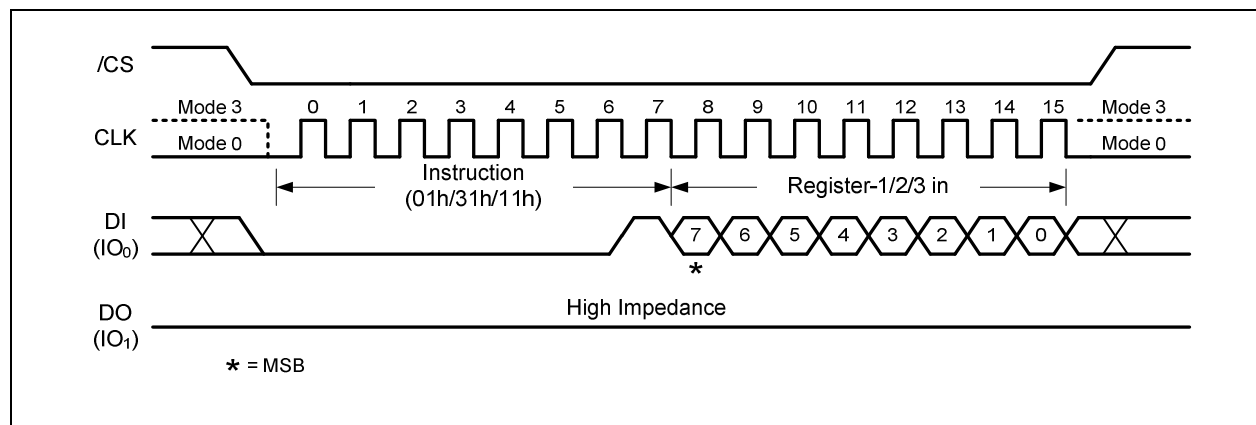 /CS
Mode 3 0 1 2 3 4 5 6 7 8 9 10 11 12 13 14 15 Mode 3
CLK Mode 0 Mode 0
Instruction
(01h/31h/11h)
Register-1/2/3 in
DI
(IO₀)
7 6 5 4 3 2 1 0
*
High Impedance
DO
(IO₁)
* = MSB